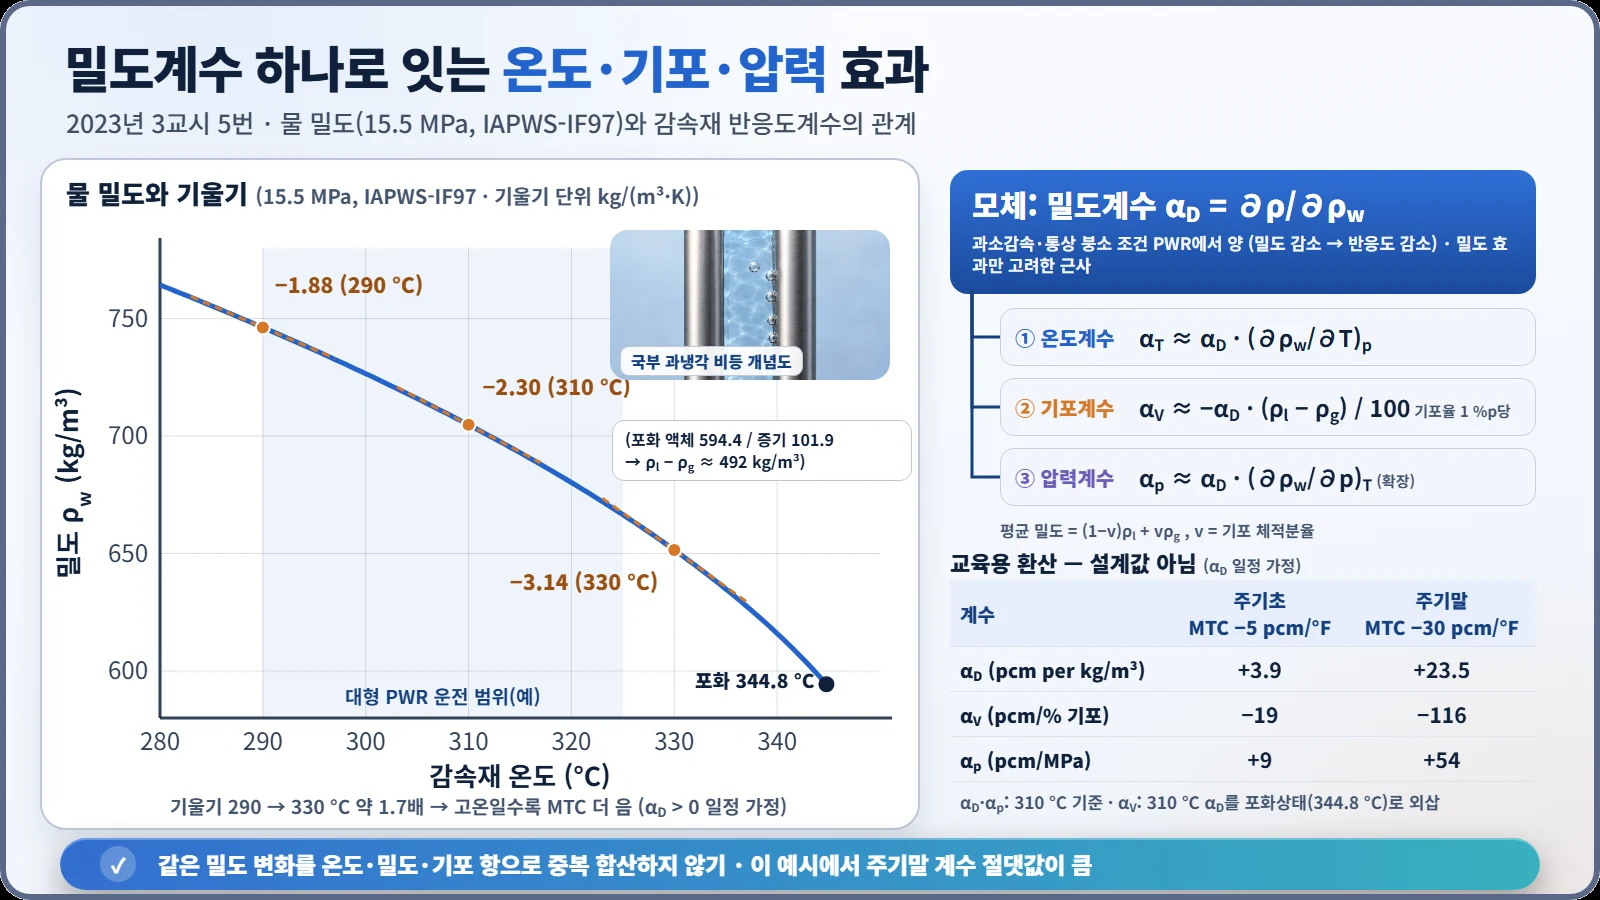 밀도계수 하나로 잇는 온도·기포·압력 효과
2023년 3교시 5번 · 물 밀도(15.5 MPa, IAPWS-IF97)와 감속재 반응도계수의 관계
물 밀도와 기울기 (15.5 MPa, IAPWS-IF97 · 기울기 단위 kg/(m³·K))
−1.88 (290 °C)
국부 과냉각 비등 개념도
−2.30 (310 °C)
(포화 액체 594.4 / 증기 101.9
→ ρl − ρg ≈ 492 kg/m³)
−3.14 (330 °C)
포화 344.8 °C
대형 PWR 운전 범위(예)
750
700
650
600
밀도 ρw (kg/m³)
280 290 300 310 320 330 340
감속재 온도 (°C)
기울기 290 → 330 °C 약 1.7배 → 고온일수록 MTC 더 음 (αD > 0 일정 가정)
모체: 밀도계수 αD = ∂ρ/∂ρw
과소감속·통상 붕소 조건 PWR에서 양 (밀도 감소 → 반응도 감소) · 밀도 효
과만 고려한 근사
① 온도계수 αT ≈ αD · (∂ρw/∂T)p
② 기포계수 αV ≈ −αD · (ρl − ρg) / 100 기포율 1 %p당
③ 압력계수 αp ≈ αD · (∂ρw/∂p)T (확장)
평균 밀도 = (1−v)ρl + vρg , v = 기포 체적분율
교육용 환산 — 설계값 아님 (αD 일정 가정)
계수 주기초 주기말
MTC −5 pcm/°F MTC −30 pcm/°F
αD (pcm per kg/m³) +3.9 +23.5
αV (pcm/% 기포) −19 −116
αp (pcm/MPa) +9 +54
αD·αp: 310 °C 기준 · αV: 310 °C αD를 포화상태(344.8 °C)로 외삽
✓ 같은 밀도 변화를 온도·밀도·기포 항으로 중복 합산하지 않기 · 이 예시에서 주기말 계수 절댓값이 큼